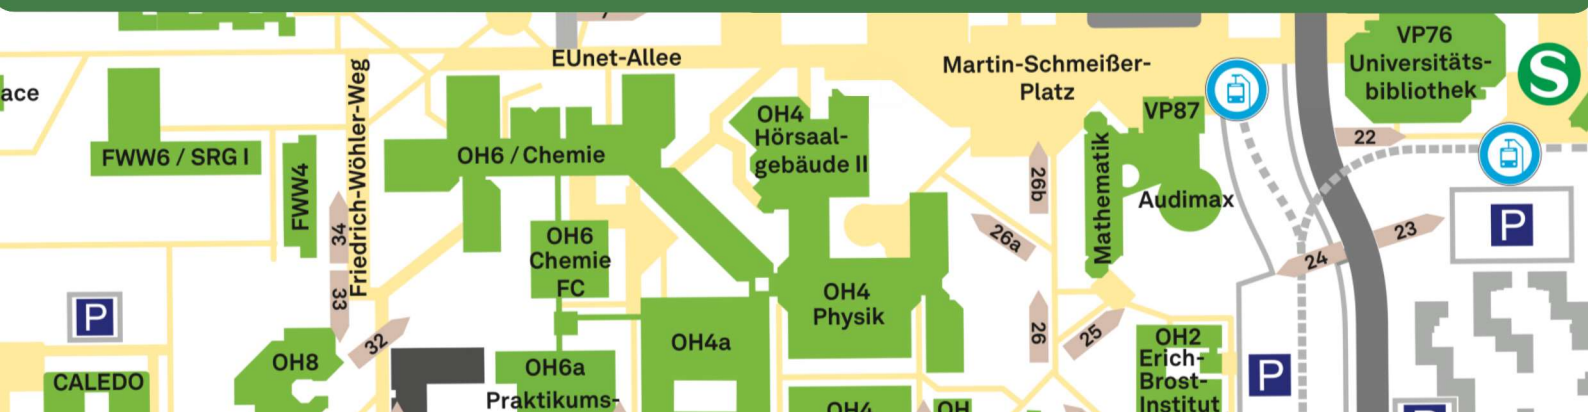 EUnet-Allee
Martin-Schmeißer-
Platz
VP76
Universitäts-
bibliothek
S
ace
FWW6 / SRG I
FWW4
34
Friedrich-Wöhler-Weg
33
OH6 / Chemie
OH4
Hörsaal-
gebäude II
VP87
Mathematik
Audimax
22
26b
26a
23
24
P
OH6
Chemie
FC
OH4
Physik
P
32
OH8
OH4a
26
25
OH2
Erich-
Brost-
Institut
P
CALEDO
OH6a
Praktikums-
OH4
OH